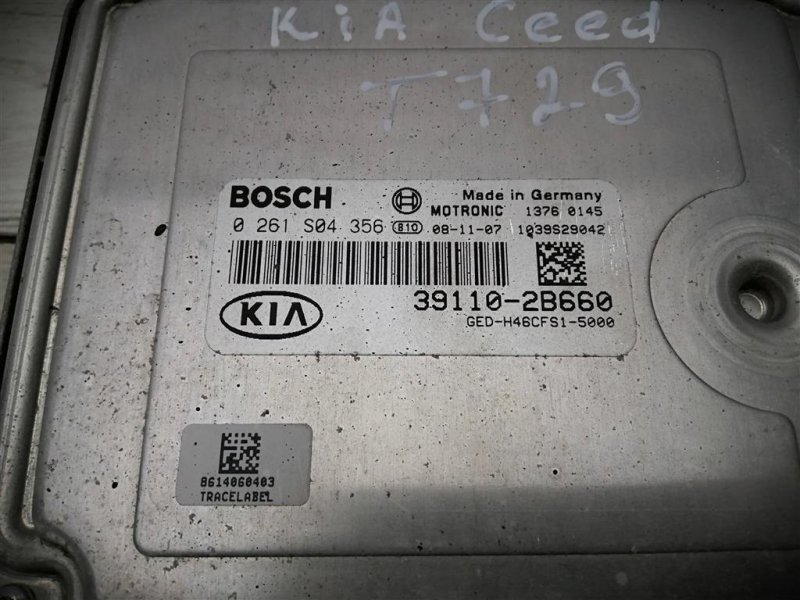 KiA Ceed
T729
BOSCH Made in Germany
MOTRONIC 1376 0145
0 261 S04 356 810 08-11-07 1039S29042
KIA 39110-2B660
GED-H46CFS1-5000
8614060403
TRACELABEL